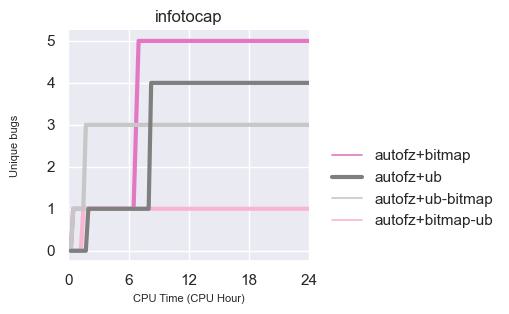 infotocap
Unique bugs
5
4
3
2
1
0
0 6 12 18 24
CPU Time (CPU Hour)
autofz+bitmap
autofz+ub
autofz+ub-bitmap
autofz+bitmap-ub